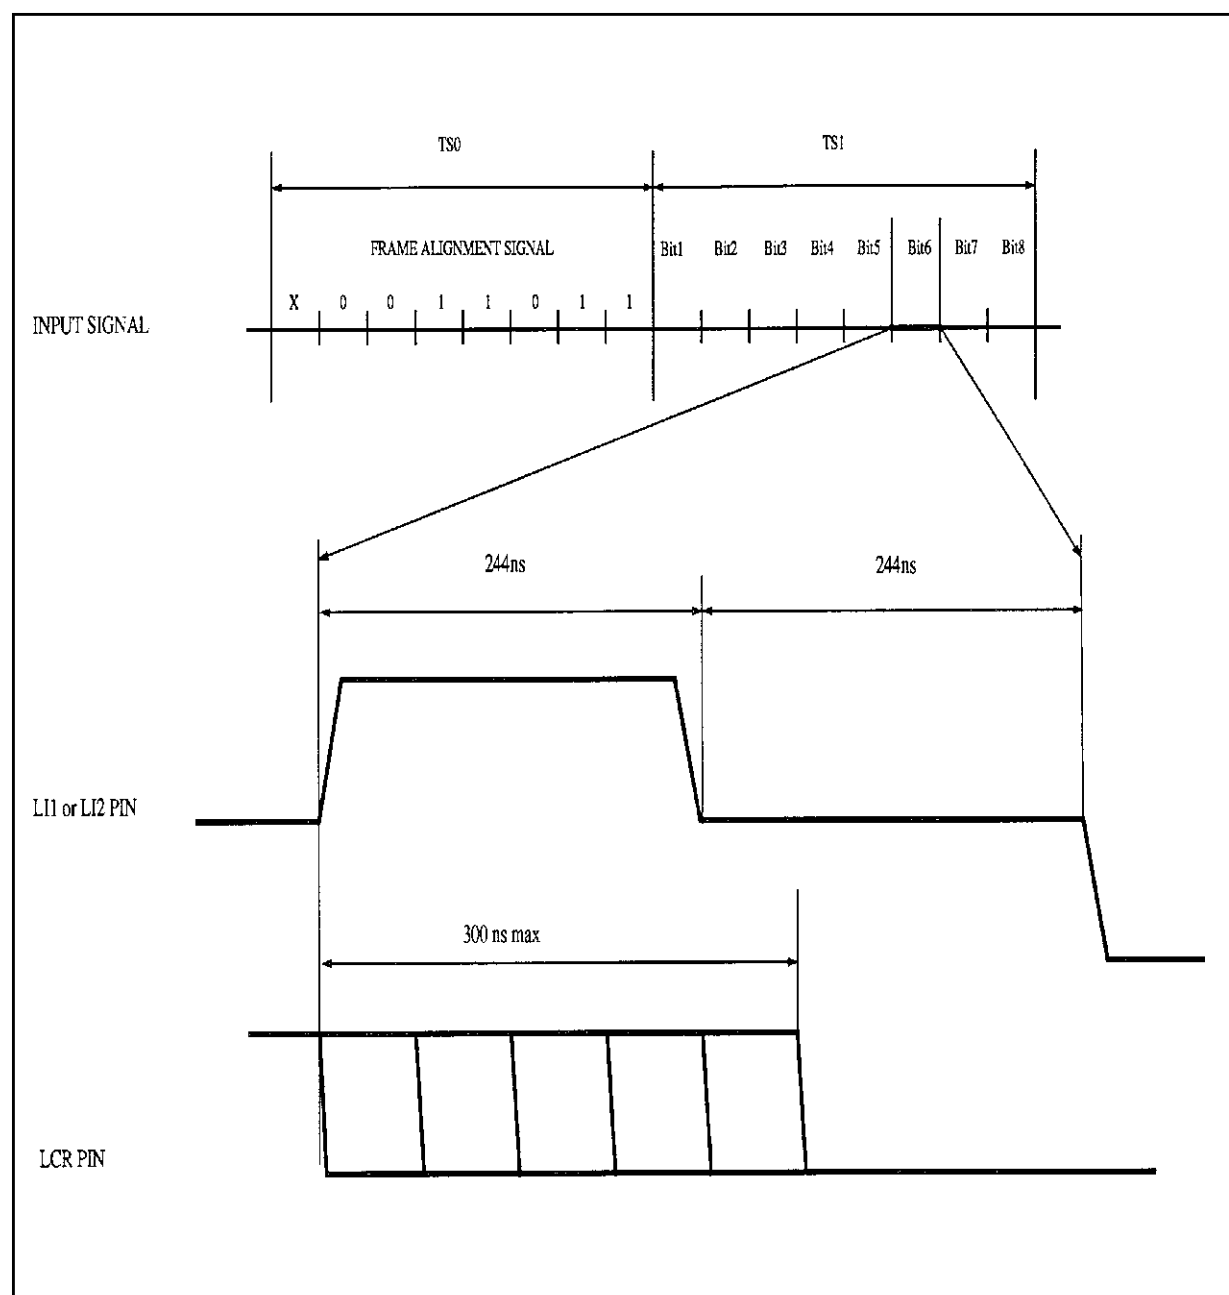 TS0 TS1
FRAME ALIGNMENT SIGNAL Bit1 Bit2 Bit3 Bit4 Bit5 Bit6 Bit7 Bit8
X 0 0 1 1 0 1 1
INPUT SIGNAL
244ns 244ns
LI1 or LI2 PIN
300 ns max
LCR PIN